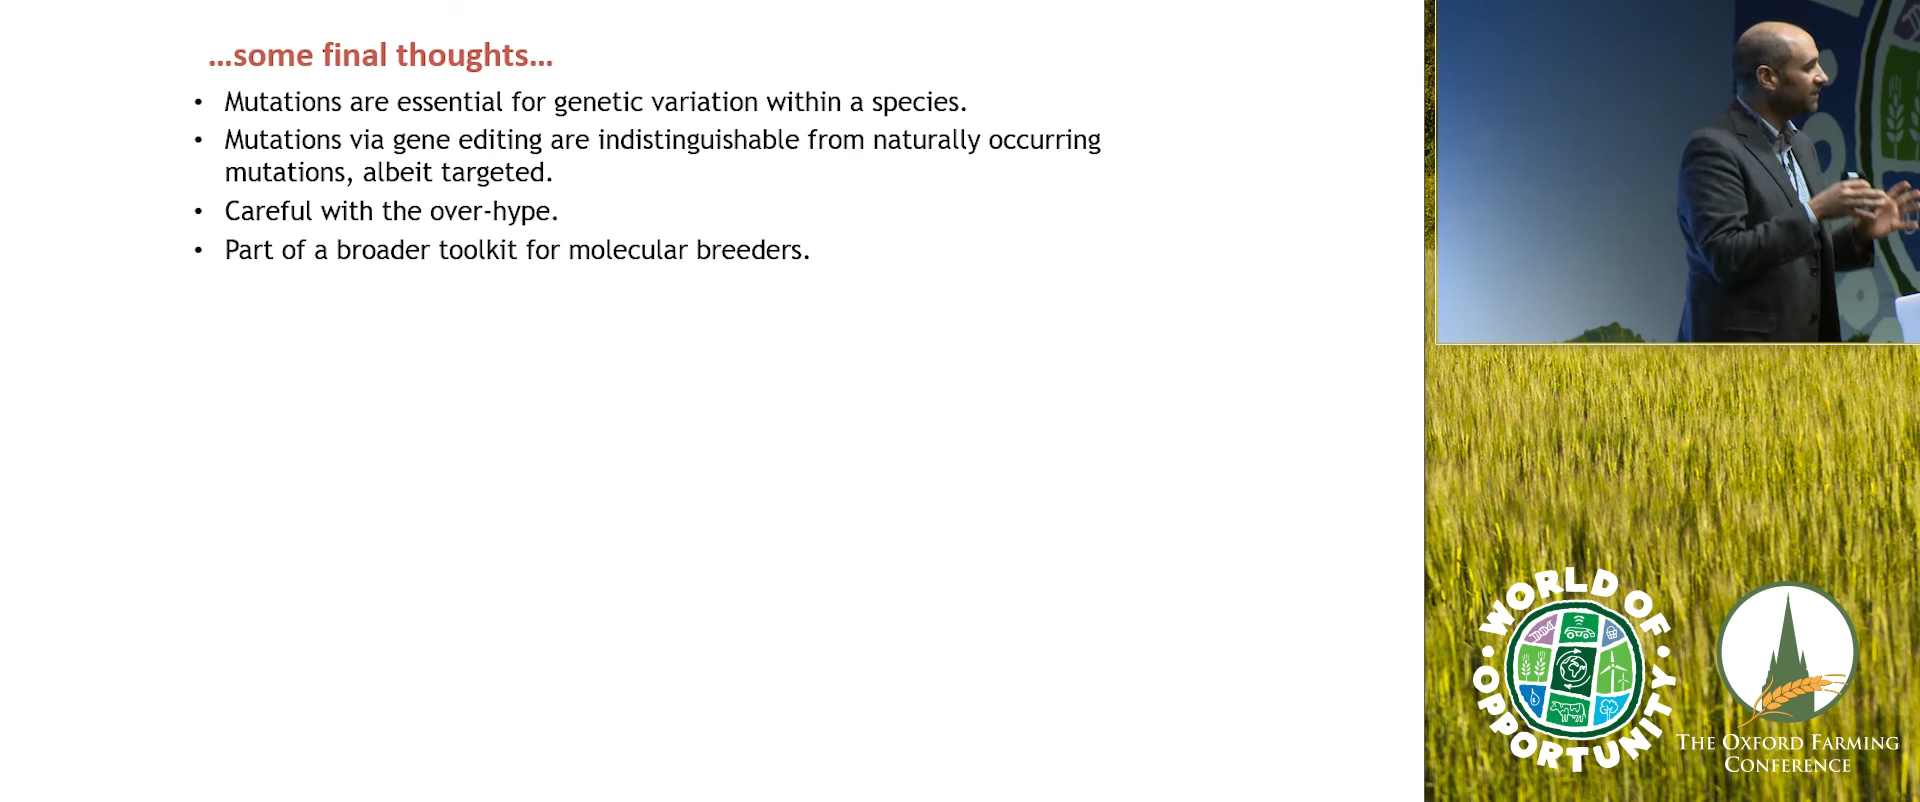 ...some final thoughts...
• Mutations are essential for genetic variation within a species.
• Mutations via gene editing are indistinguishable from naturally occurring
mutations, albeit targeted.
• Careful with the over-hype.
• Part of a broader toolkit for molecular breeders.
WORLD OF
OPPORTUNITY
THE OXFORD FARMING
CONFERENCE